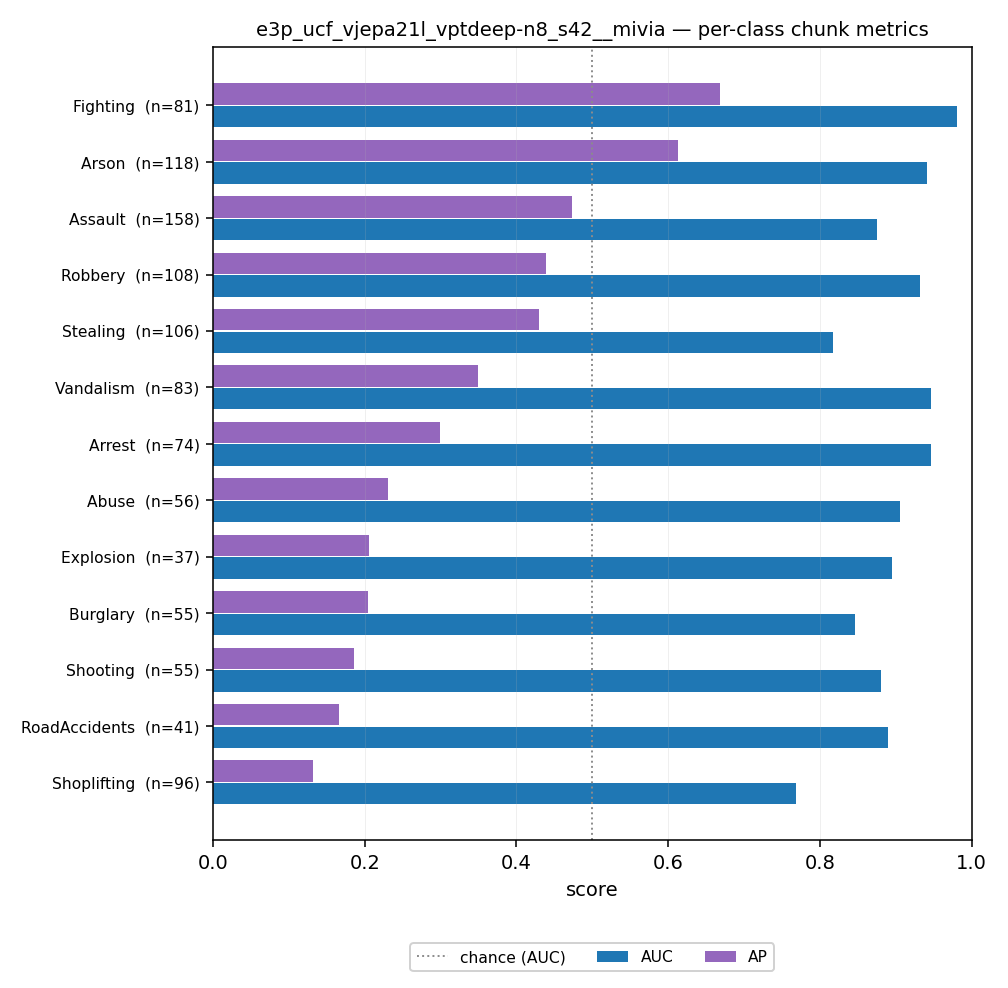 e3p_ucf_vjepa21l_vptdeep-n8_s42__mivia — per-class chunk metrics
Fighting (n=81)
Arson (n=118)
Assault (n=158)
Robbery (n=108)
Stealing (n=106)
Vandalism (n=83)
Arrest (n=74)
Abuse (n=56)
Explosion (n=37)
Burglary (n=55)
Shooting (n=55)
RoadAccidents (n=41)
Shoplifting (n=96)
0.0 0.2 0.4 0.6 0.8 1.0
score
chance (AUC) AUC AP